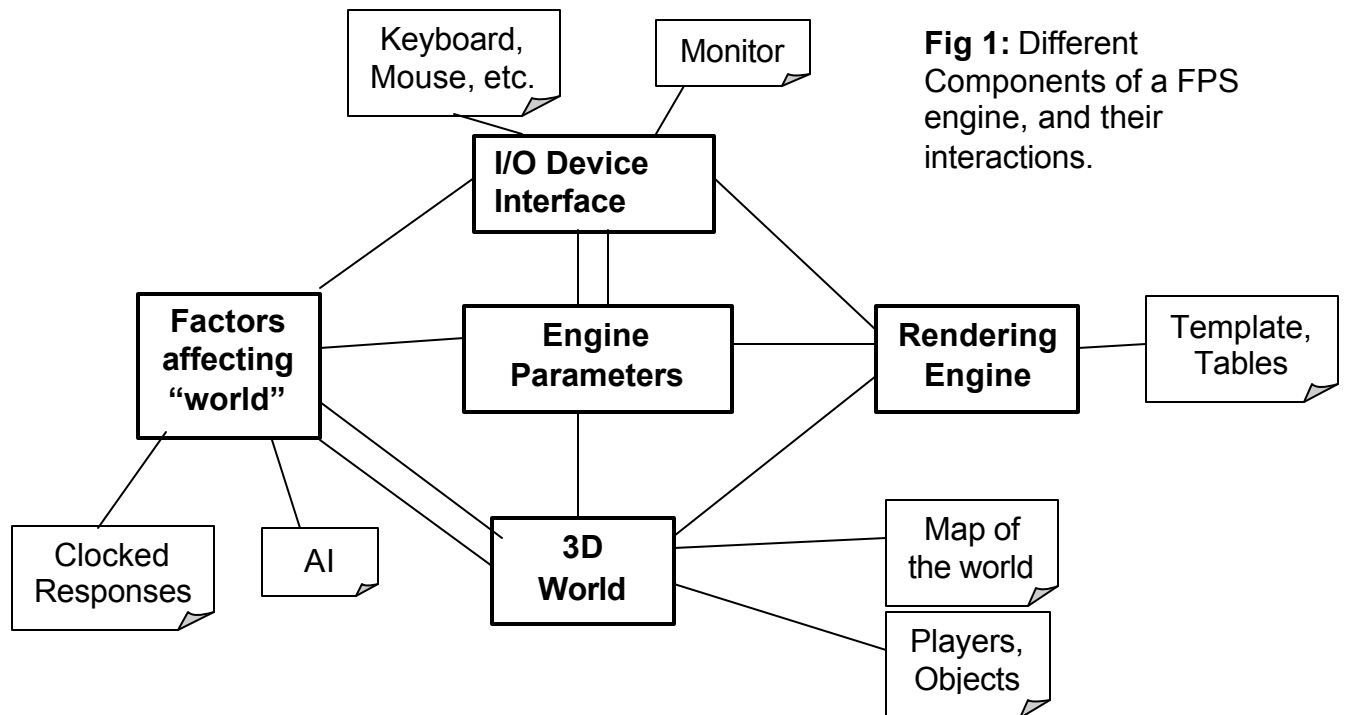 Keyboard,
Mouse, etc.
Monitor
Fig 1: Different
Components of a FPS
engine, and their
interactions.
I/O Device
Interface
Factors
affecting
“world”
Engine
Parameters
Rendering
Engine
Template,
Tables
Clocked
Responses
AI
3D
World
Map of
the world
Players,
Objects